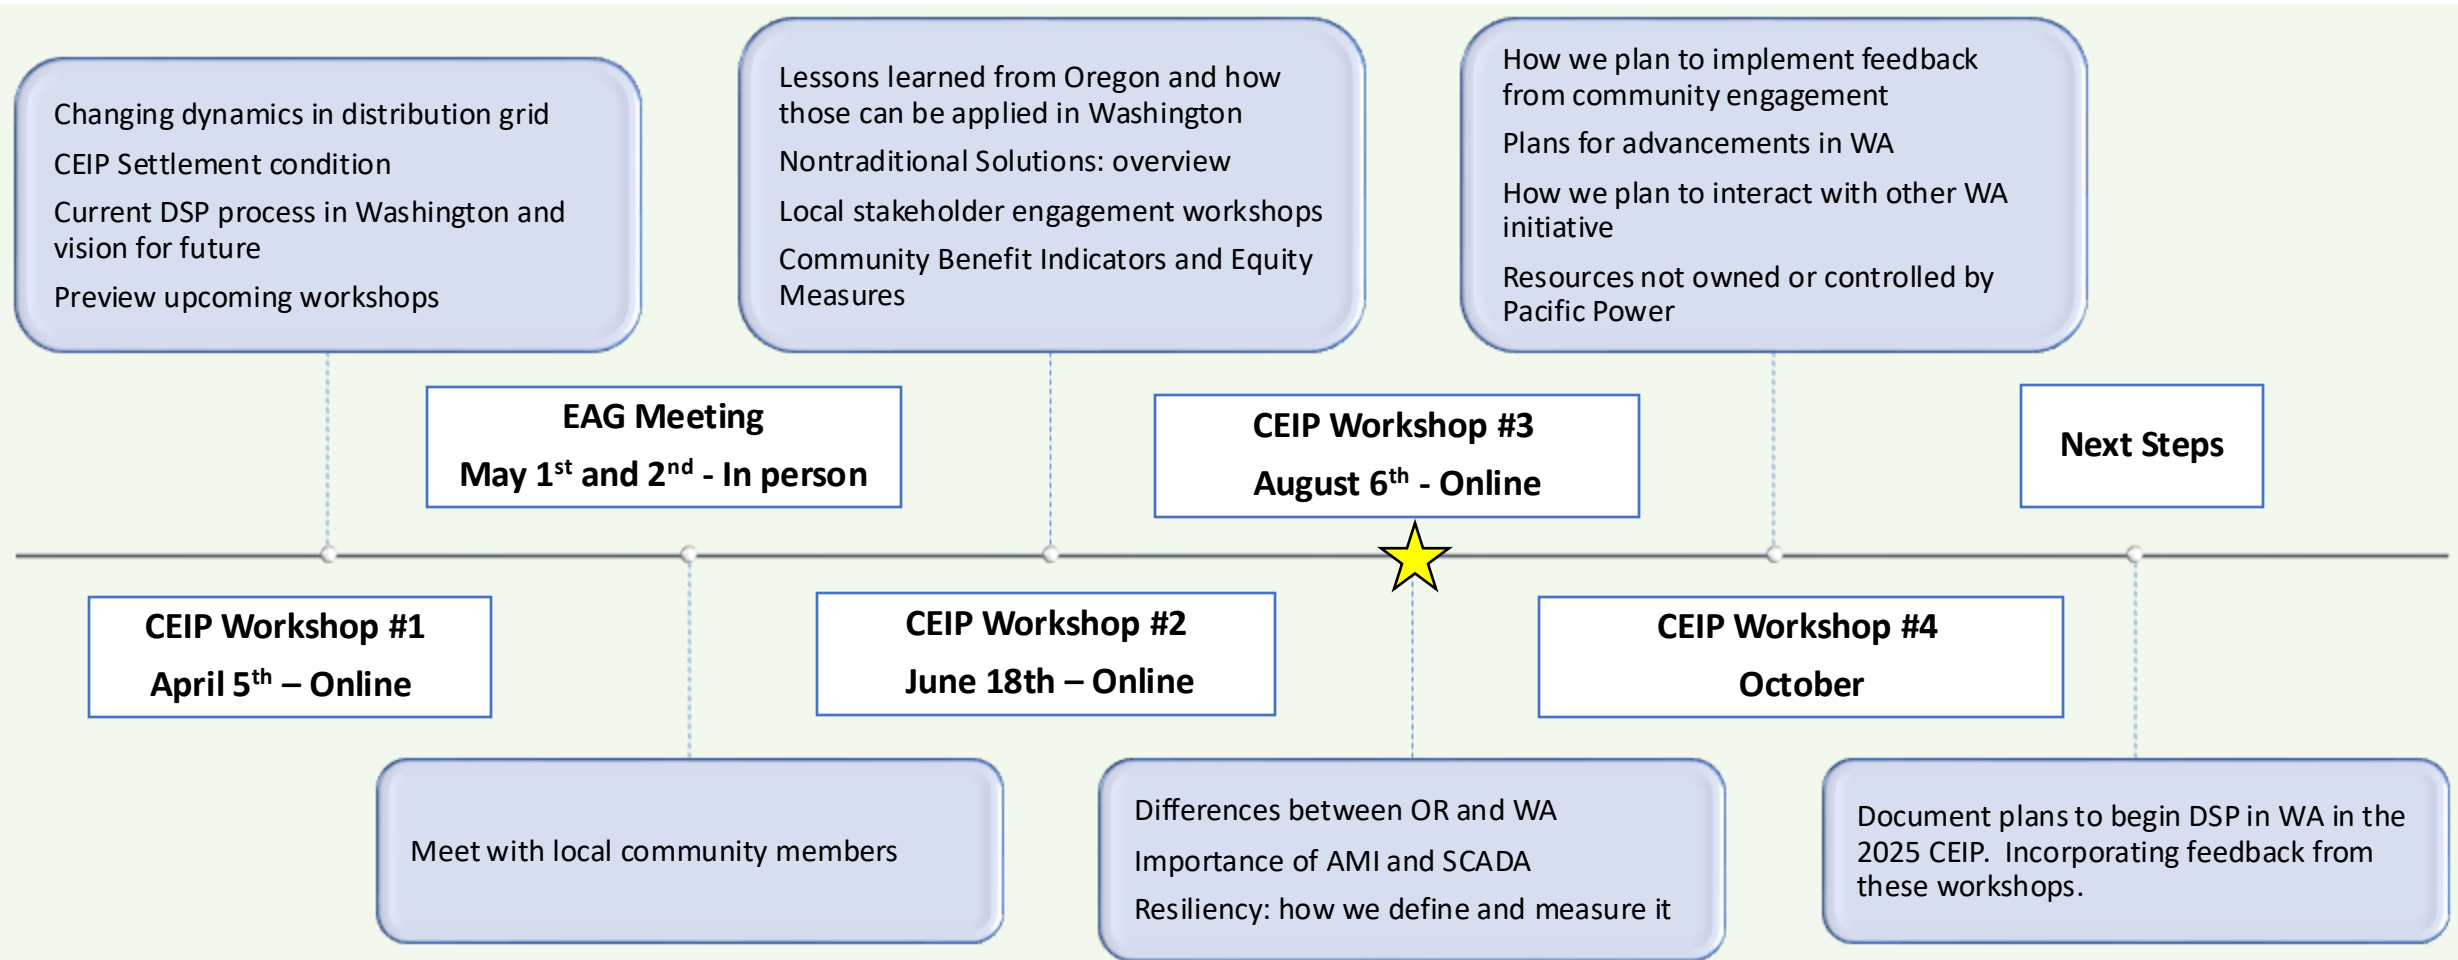 Changing dynamics in distribution grid
CEIP Settlement condition
Current DSP process in Washington and
vision for future
Preview upcoming workshops
Lessons learned from Oregon and how
those can be applied in Washington
Nontraditional Solutions: overview
Local stakeholder engagement workshops
Community Benefit Indicators and Equity
Measures
How we plan to implement feedback
from community engagement
Plans for advancements in WA
How we plan to interact with other WA
initiative
Resources not owned or controlled by
Pacific Power
EAG Meeting
May 1st and 2nd - In person
CEIP Workshop #3
August 6th - Online
Next Steps
CEIP Workshop #1
April 5th – Online
CEIP Workshop #2
June 18th – Online
CEIP Workshop #4
October
Meet with local community members
Differences between OR and WA
Importance of AMI and SCADA
Resiliency: how we define and measure it
Document plans to begin DSP in WA in the
2025 CEIP.  Incorporating feedback from
these workshops.